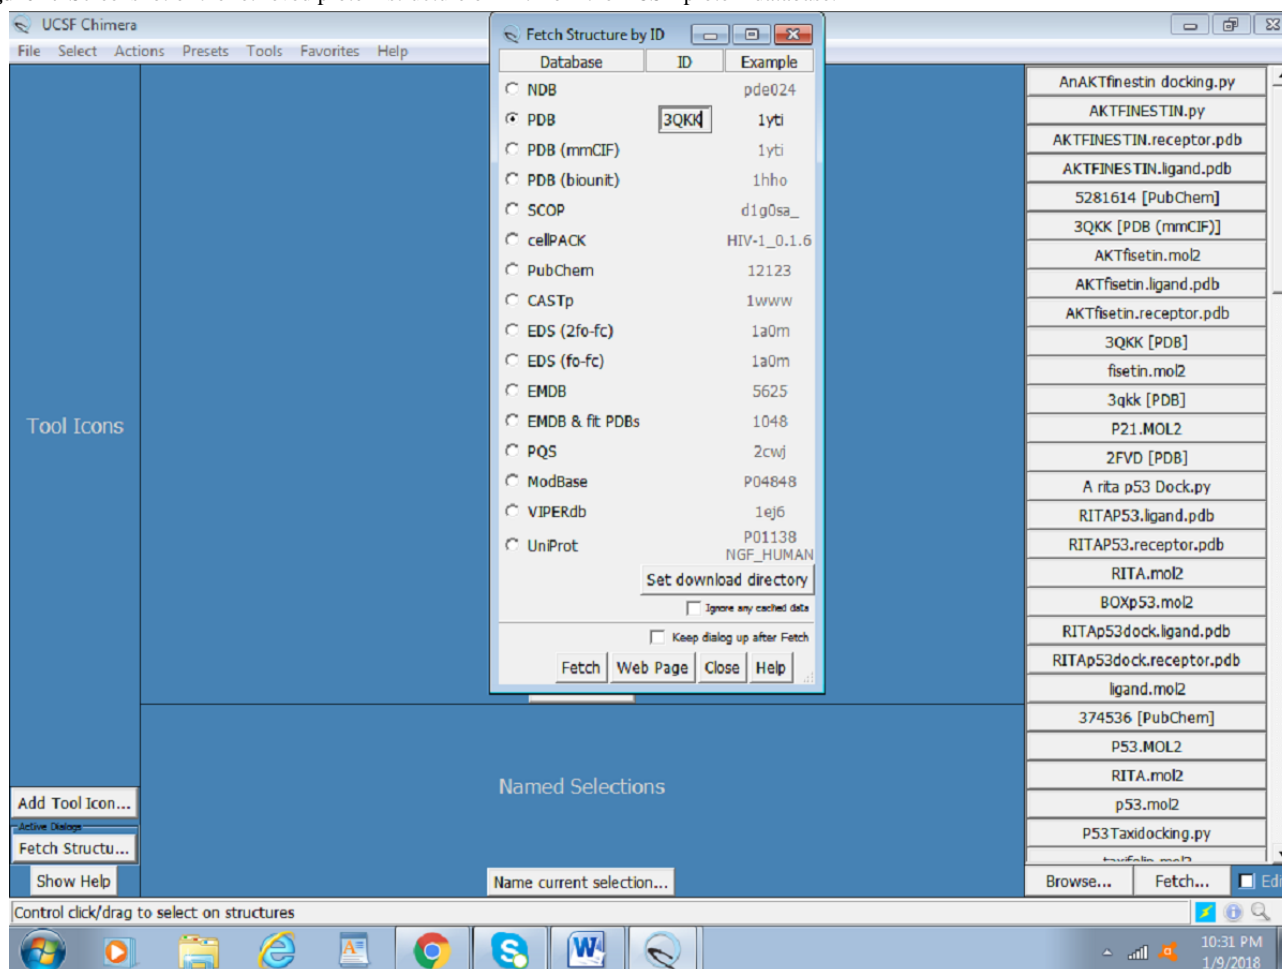 UCSF Chimera
File Select Actions Presets Tools Favorites Help
Tool Icons
Add Tool Icon...
Active Dialogs
Fetch Structu...
Show Help
Fetch Structure by ID
Database ID Example
NDB pde024
PDB 3QKK 1yti
PDB (mmCIF) 1yti
PDB (biounit) 1hho
SCOP d1g0sa_
cellPACK HIV-1_0.1.6
PubChem 12123
CASTp 1www
EDS (2fo-fc) 1a0m
EDS (fo-fc) 1a0m
EMDB 5625
EMDB & fit PDBs 1048
PQS 2cwj
ModBase P04848
VIPERdb 1ej6
UniProt P01138
NGF_HUMAN
Set download directory
Ignore any cached data
Keep dialog up after Fetch
Fetch Web Page Close Help
Named Selections
Name current selection...
AnAKTfinestin docking.py
AKTFINESTIN.py
AKTFINESTIN.receptor.pdb
AKTFINESTIN.ligand.pdb
5281614 [PubChem]
3QKK [PDB (mmCIF)]
AKTfisetin.mol2
AKTfisetin.ligand.pdb
AKTfisetin.receptor.pdb
3QKK [PDB]
fisetin.mol2
3qkk [PDB]
P21.MOL2
2FVD [PDB]
A rita p53 Dock.py
RITAP53.ligand.pdb
RITAP53.receptor.pdb
RITA.mol2
BOXp53.mol2
RITAp53dock.ligand.pdb
RITAp53dock.receptor.pdb
ligand.mol2
374536 [PubChem]
P53.MOL2
RITA.mol2
p53.mol2
P53Taxidocking.py
Browse... Fetch... Edi
Control click/drag to select on structures
10:31 PM
1/9/2018